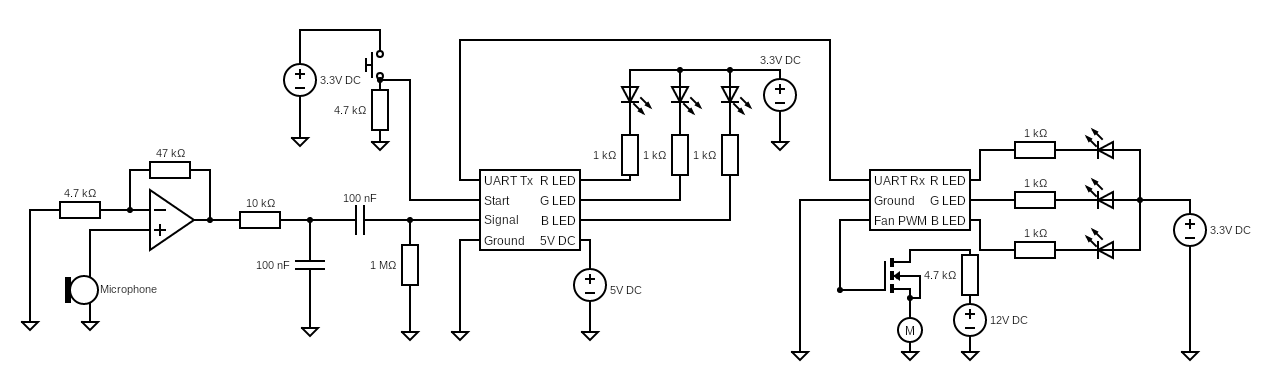 3.3V DC
4.7 kΩ
47 kΩ
4.7 kΩ
Microphone
10 kΩ
100 nF
100 nF
1 MΩ
UART Tx R LED
Start G LED
Signal B LED
Ground 5V DC
5V DC
3.3V DC
1 kΩ
1 kΩ
1 kΩ
UART Rx R LED
Ground G LED
Fan PWM B LED
4.7 kΩ
M
12V DC
1 kΩ
1 kΩ
1 kΩ
3.3V DC